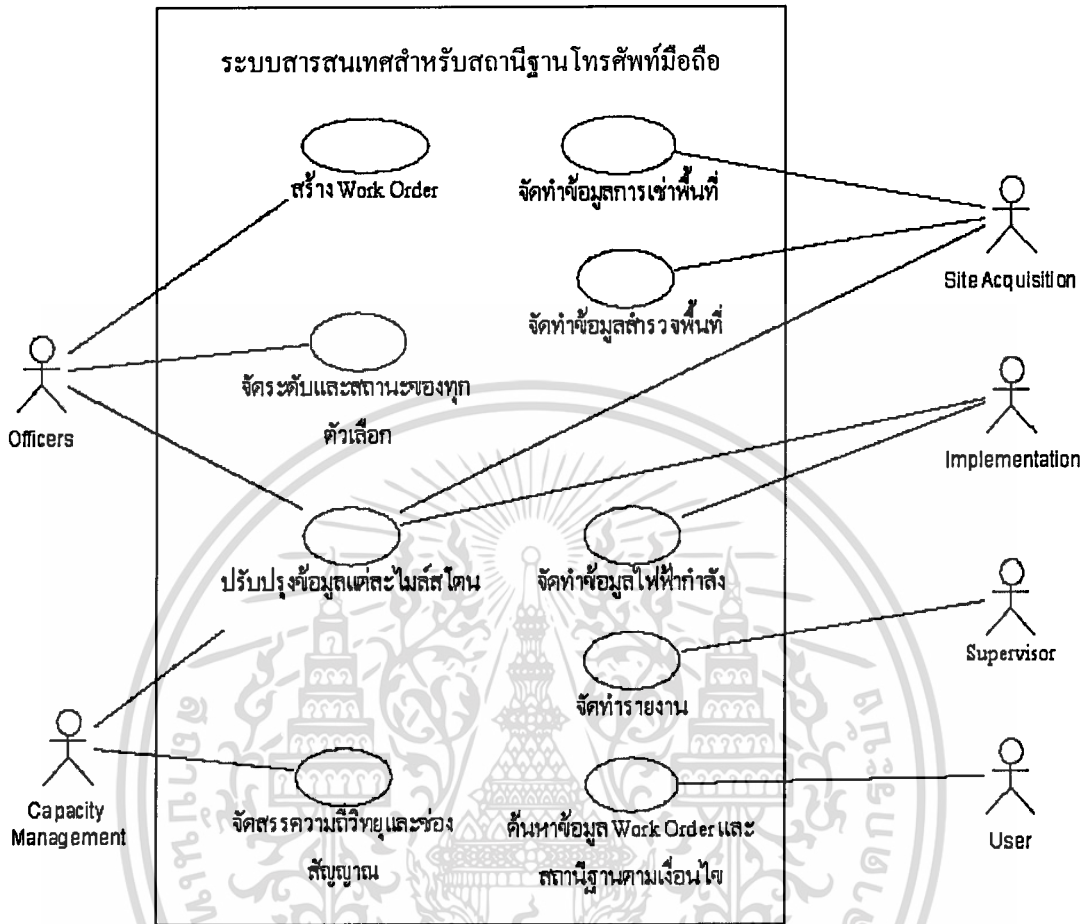 ระบบสารสนเทศสำหรับสถานีฐานโทรศัพท์มือถือ
สร้าง Work Order
จัดทำข้อมูลการเช่าพื้นที่
Site Acquisition
จัดทำข้อมูลสำรวจพื้นที่
Officers
จัดระดับและสถานะของทุก
ตัวเลือก
Implementation
ปรับปรุงข้อมูลแต่ละไมล์สโตน
จัดทำข้อมูลไฟฟ้ากำลัง
Supervisor
จัดทำรายงาน
Capacity
Management
จัดสรรความถี่วิทยุและช่อง
สัญญาณ
ค้นหาข้อมูล Work Order และ
สถานีฐานตามเงื่อนไข
User